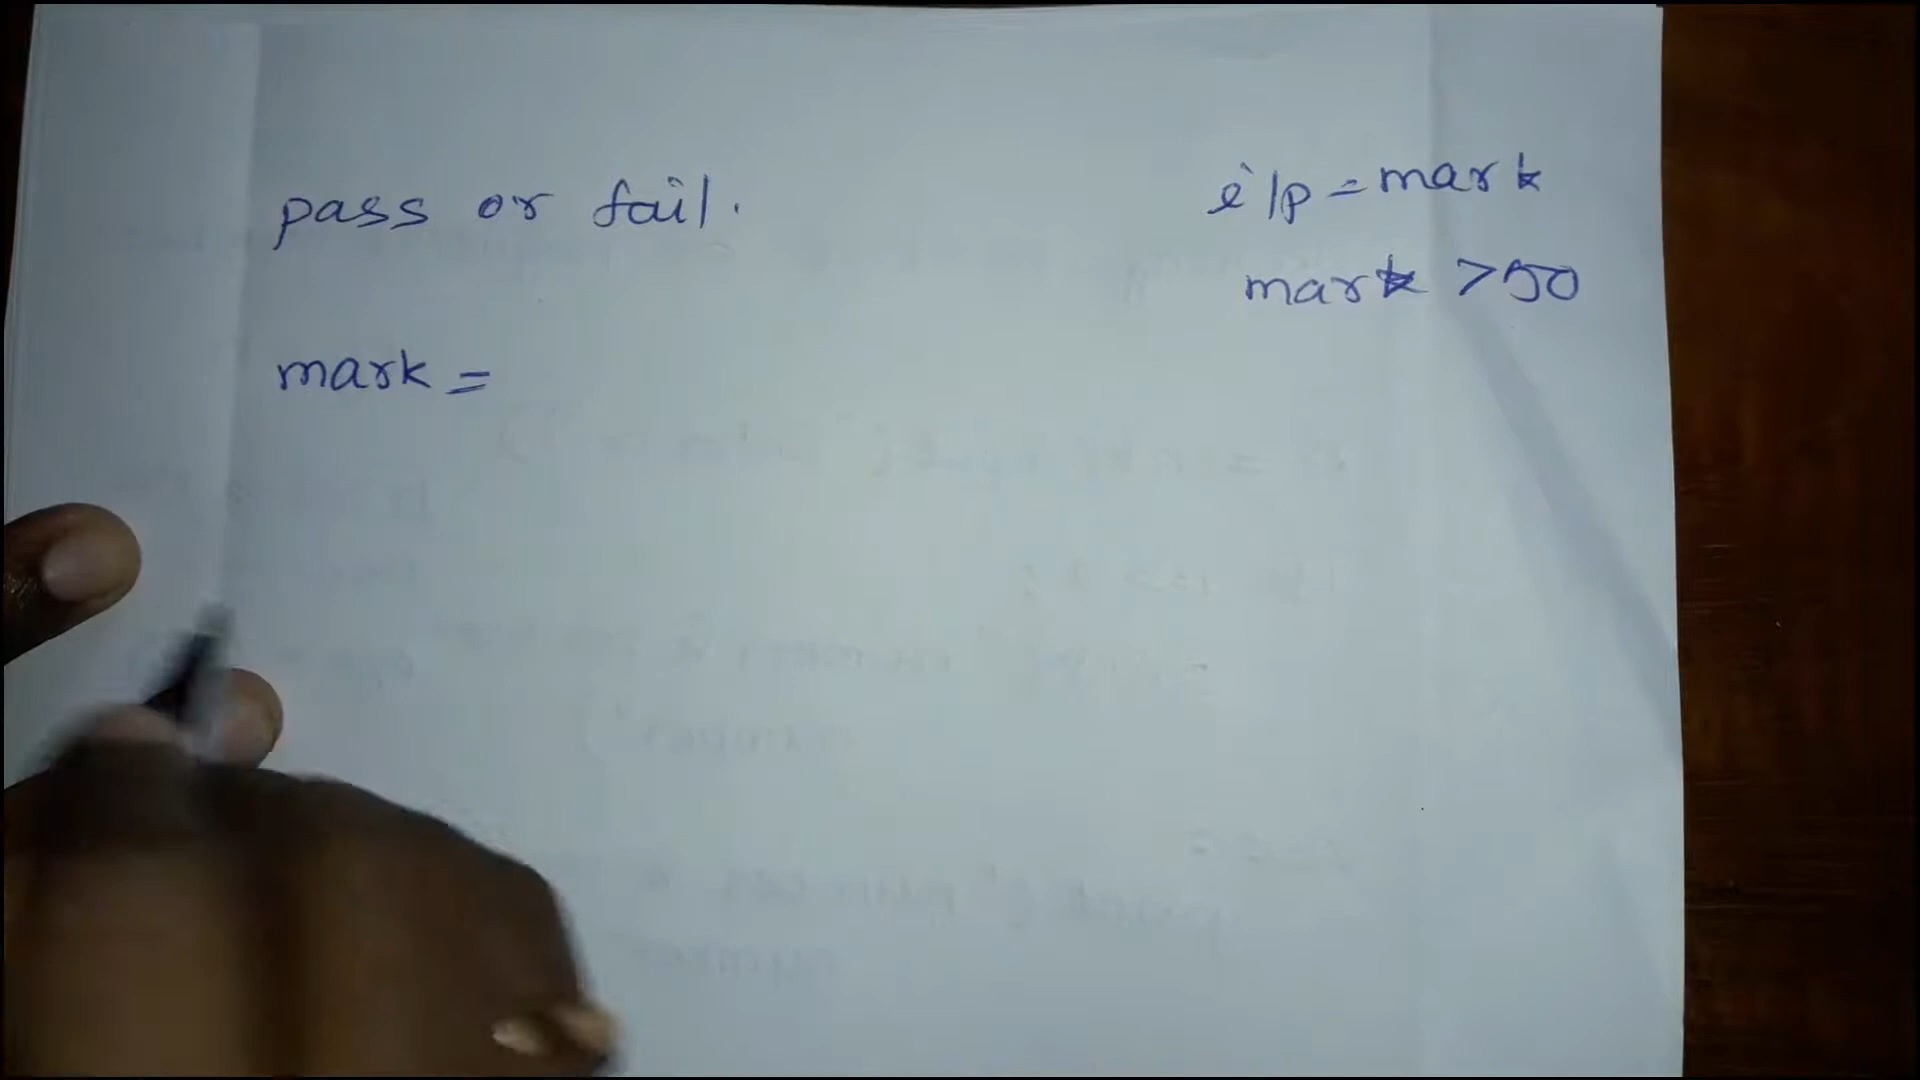 pass or fail.
i/p = mark
mark > 50
mark =